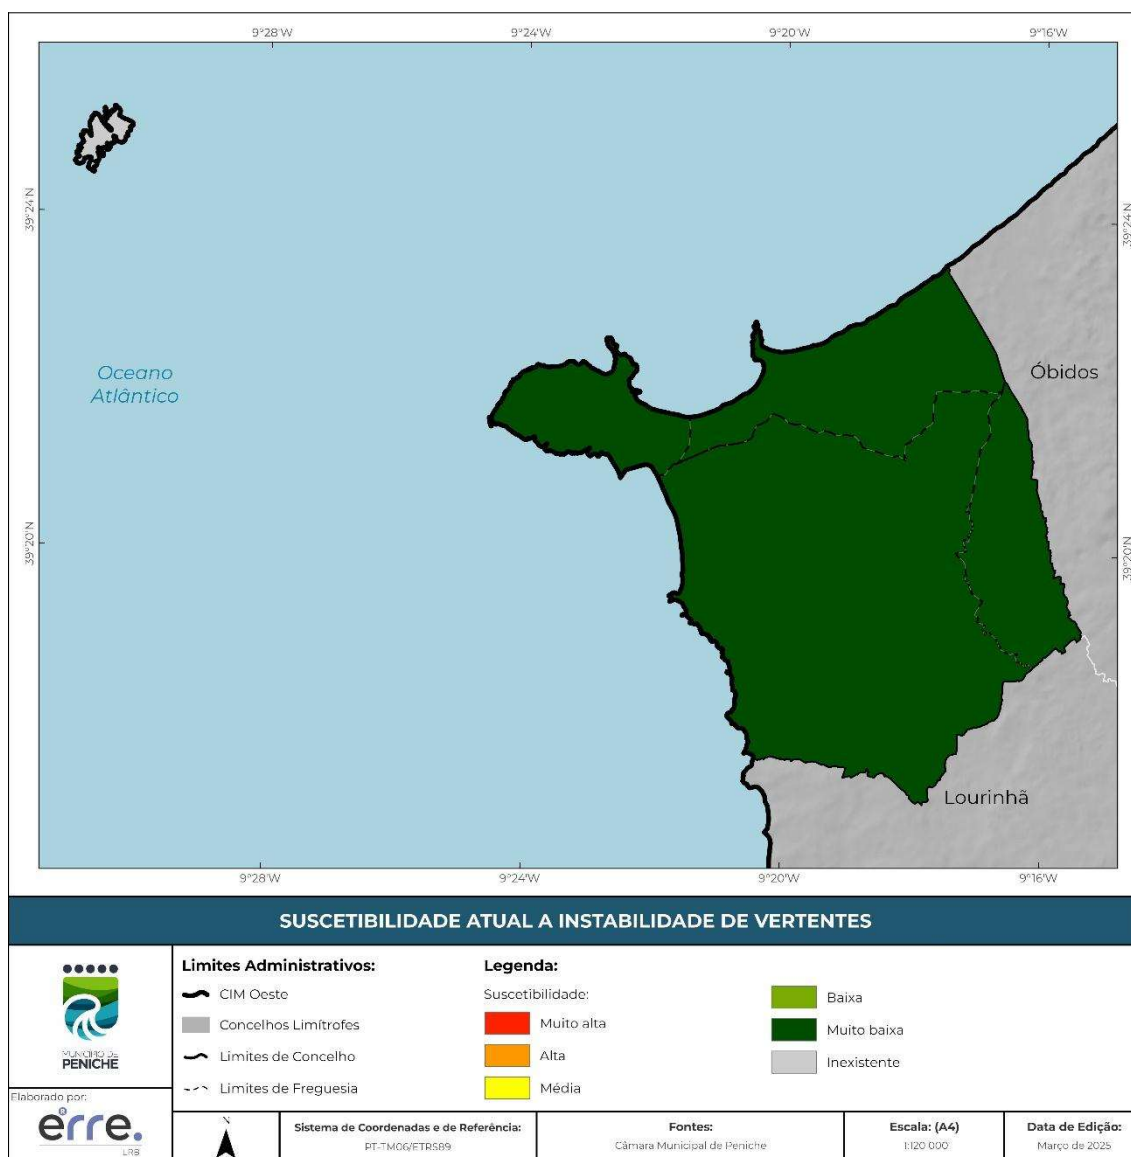 9°28'W
9°24'W
9°20'W
9°16'W
39°24'N
39°24'N
Oceano
Atlântico
Óbidos
39°20'N
39°20'N
Lourinhã
9°28'W
9°24'W
9°20'W
9°16'W
SUSCETIBILIDADE ATUAL A INSTABILIDADE DE VERTENTES
MUNICÍPIO DE
PENICHE
Limites Administrativos:
CIM Oeste
Concelhos Limítrofes
Limites de Concelho
Limites de Freguesia
Legenda:
Suscetibilidade:
Muito alta
Alta
Média
Baixa
Muito baixa
Inexistente
Elaborado por:
erre.
R
LRB
N
Sistema de Coordenadas e de Referência:
PT-TM06/ETRS89
Fontes:
Câmara Municipal de Peniche
Escala: (A4)
1:120 000
Data de Edição:
Março de 2025